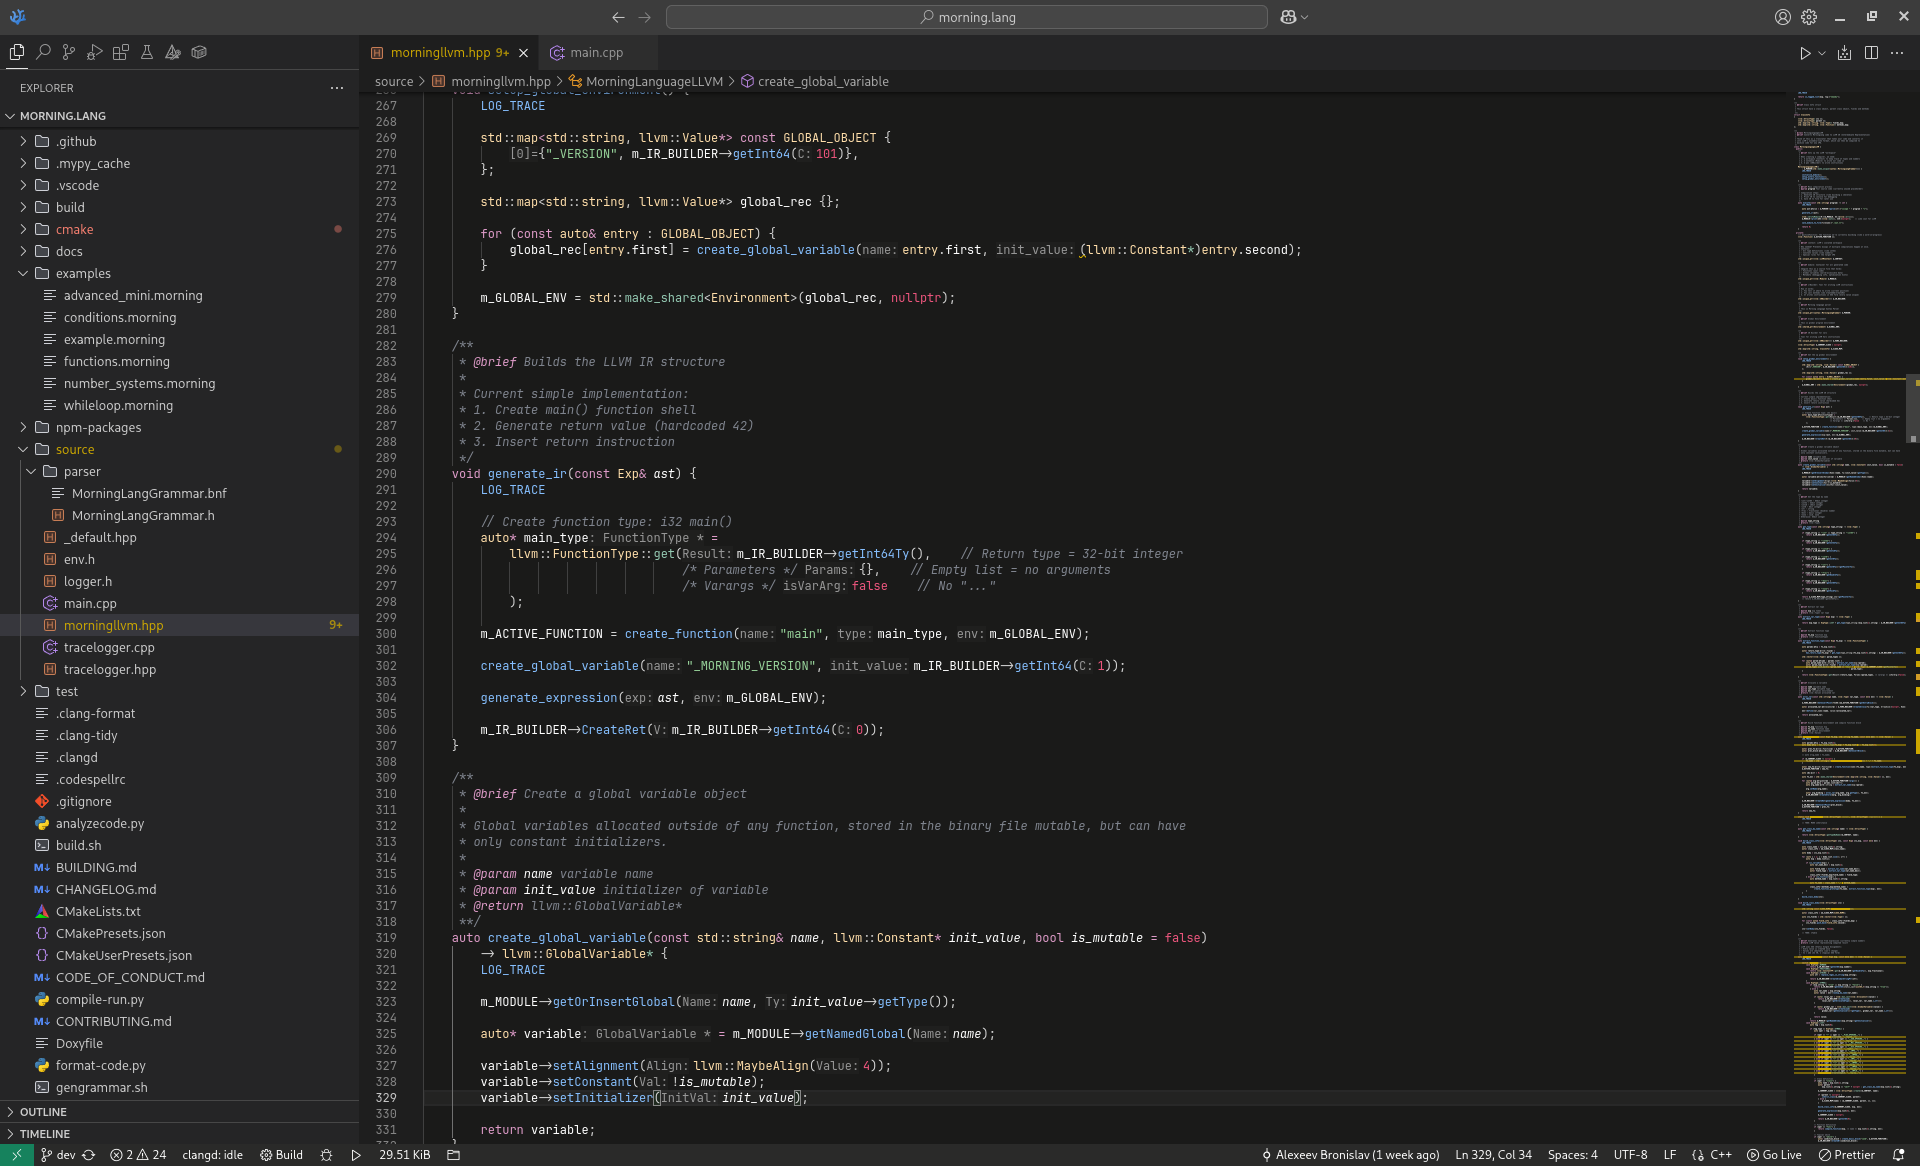 morning.lang
EXPLORER
MORNING.LANG
.github
.mypy_cache
.vscode
build
cmake
docs
examples
advanced_mini.morning
conditions.morning
example.morning
functions.morning
number_systems.morning
whileloop.morning
npm-packages
source
parser
MorningLangGrammar.bnf
MorningLangGrammar.h
_default.hpp
env.h
logger.h
main.cpp
morningllvm.hpp 9+
tracelogger.cpp
tracelogger.hpp
test
.clang-format
.clang-tidy
.clangd
.codespellrc
.gitignore
analyzecode.py
build.sh
BUILDING.md
CHANGELOG.md
CMakeLists.txt
CMakePresets.json
CMakeUserPresets.json
CODE_OF_CONDUCT.md
compile-run.py
CONTRIBUTING.md
Doxyfile
format-code.py
gengrammar.sh
OUTLINE
TIMELINE
morningllvm.hpp 9+
main.cpp
source > morningllvm.hpp > MorningLanguageLLVM > create_global_variable
267 LOG_TRACE
268
269 std::map<std::string, llvm::Value*> const GLOBAL_OBJECT {
270 [0]={"_VERSION", m_IR_BUILDER->getInt64(C: 101)},
271 };
272
273 std::map<std::string, llvm::Value*> global_rec {};
274
275 for (const auto& entry : GLOBAL_OBJECT) {
276 global_rec[entry.first] = create_global_variable(name: entry.first, init_value: (llvm::Constant*)entry.second);
277 }
278
279 m_GLOBAL_ENV = std::make_shared<Environment>(global_rec, nullptr);
280 }
281
282 /**
283 * @brief Builds the LLVM IR structure
284 *
285 * Current simple implementation:
286 * 1. Create main() function shell
287 * 2. Generate return value (hardcoded 42)
288 * 3. Insert return instruction
289 */
290 void generate_ir(const Exp& ast) {
291 LOG_TRACE
292
293 // Create function type: i32 main()
294 auto* main_type: FunctionType * =
295 llvm::FunctionType::get(Result: m_IR_BUILDER->getInt64Ty(), // Return type = 32-bit integer
296 /* Parameters */ Params: {}, // Empty list = no arguments
297 /* Varargs */ isVarArg: false // No "..."
298 );
299
300 m_ACTIVE_FUNCTION = create_function(name: "main", type: main_type, env: m_GLOBAL_ENV);
301
302 create_global_variable(name: "_MORNING_VERSION", init_value: m_IR_BUILDER->getInt64(C: 1));
303
304 generate_expression(exp: ast, env: m_GLOBAL_ENV);
305
306 m_IR_BUILDER->CreateRet(V: m_IR_BUILDER->getInt64(C: 0));
307 }
308
309 /**
310 * @brief Create a global variable object
311 *
312 * Global variables allocated outside of any function, stored in the binary file mutable, but can have
313 * only constant initializers.
314 *
315 * @param name variable name
316 * @param init_value initializer of variable
317 * @return llvm::GlobalVariable*
318 **/
319 auto create_global_variable(const std::string& name, llvm::Constant* init_value, bool is_mutable = false)
320 -> llvm::GlobalVariable* {
321 LOG_TRACE
322
323 m_MODULE->getOrInsertGlobal(Name: name, Ty: init_value->getType());
324
325 auto* variable: GlobalVariable * = m_MODULE->getNamedGlobal(Name: name);
326
327 variable->setAlignment(Align: llvm::MaybeAlign(Value: 4));
328 variable->setConstant(Val: !is_mutable);
329 variable->setInitializer(InitVal: init_value);
330
331 return variable;
dev 2 24 clangd: idle Build 29.51 KiB Alexeev Bronislav (1 week ago) Ln 329, Col 34 Spaces: 4 UTF-8 LF C++ Go Live Prettier